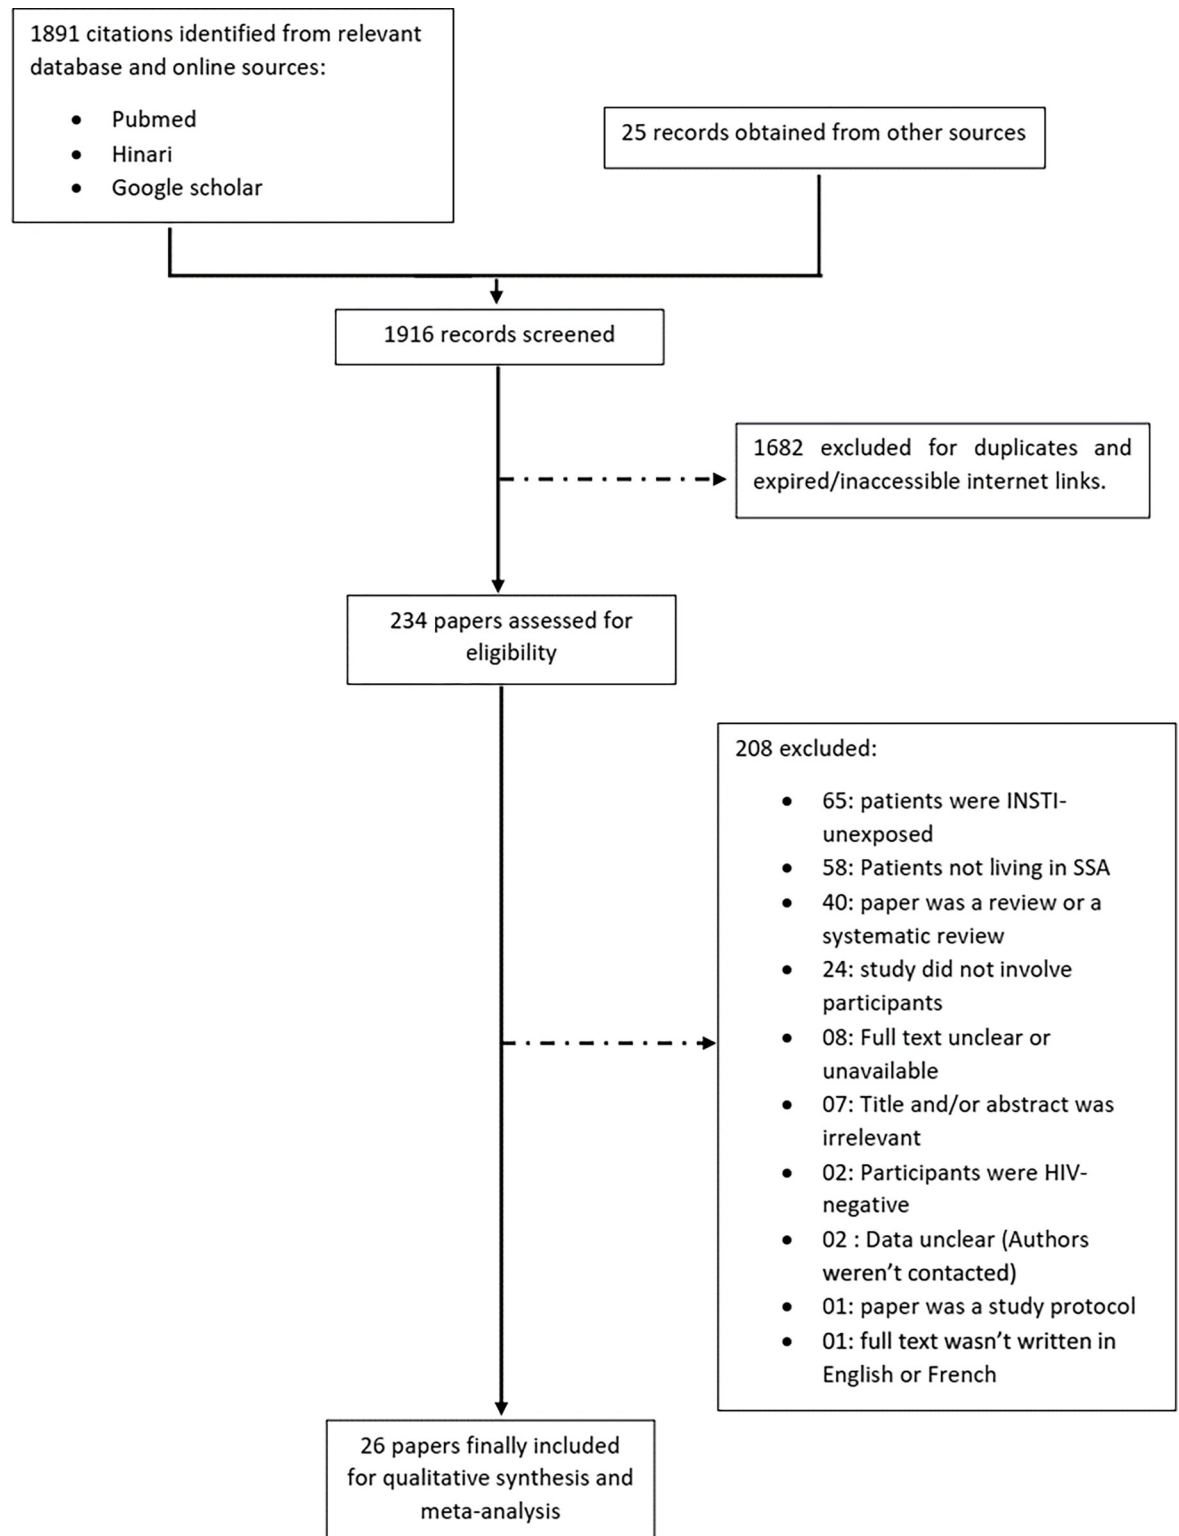 1891 citations identified from relevant
database and online sources:
• Pubmed
• Hinari
• Google scholar
25 records obtained from other sources
1916 records screened
1682 excluded for duplicates and
expired/inaccessible internet links.
234 papers assessed for
eligibility
208 excluded:
• 65: patients were INSTI-
unexposed
• 58: Patients not living in SSA
• 40: paper was a review or a
systematic review
• 24: study did not involve
participants
• 08: Full text unclear or
unavailable
• 07: Title and/or abstract was
irrelevant
• 02: Participants were HIV-
negative
• 02 : Data unclear (Authors
weren’t contacted)
• 01: paper was a study protocol
• 01: full text wasn’t written in
English or French
26 papers finally included
for qualitative synthesis and
meta-analysis